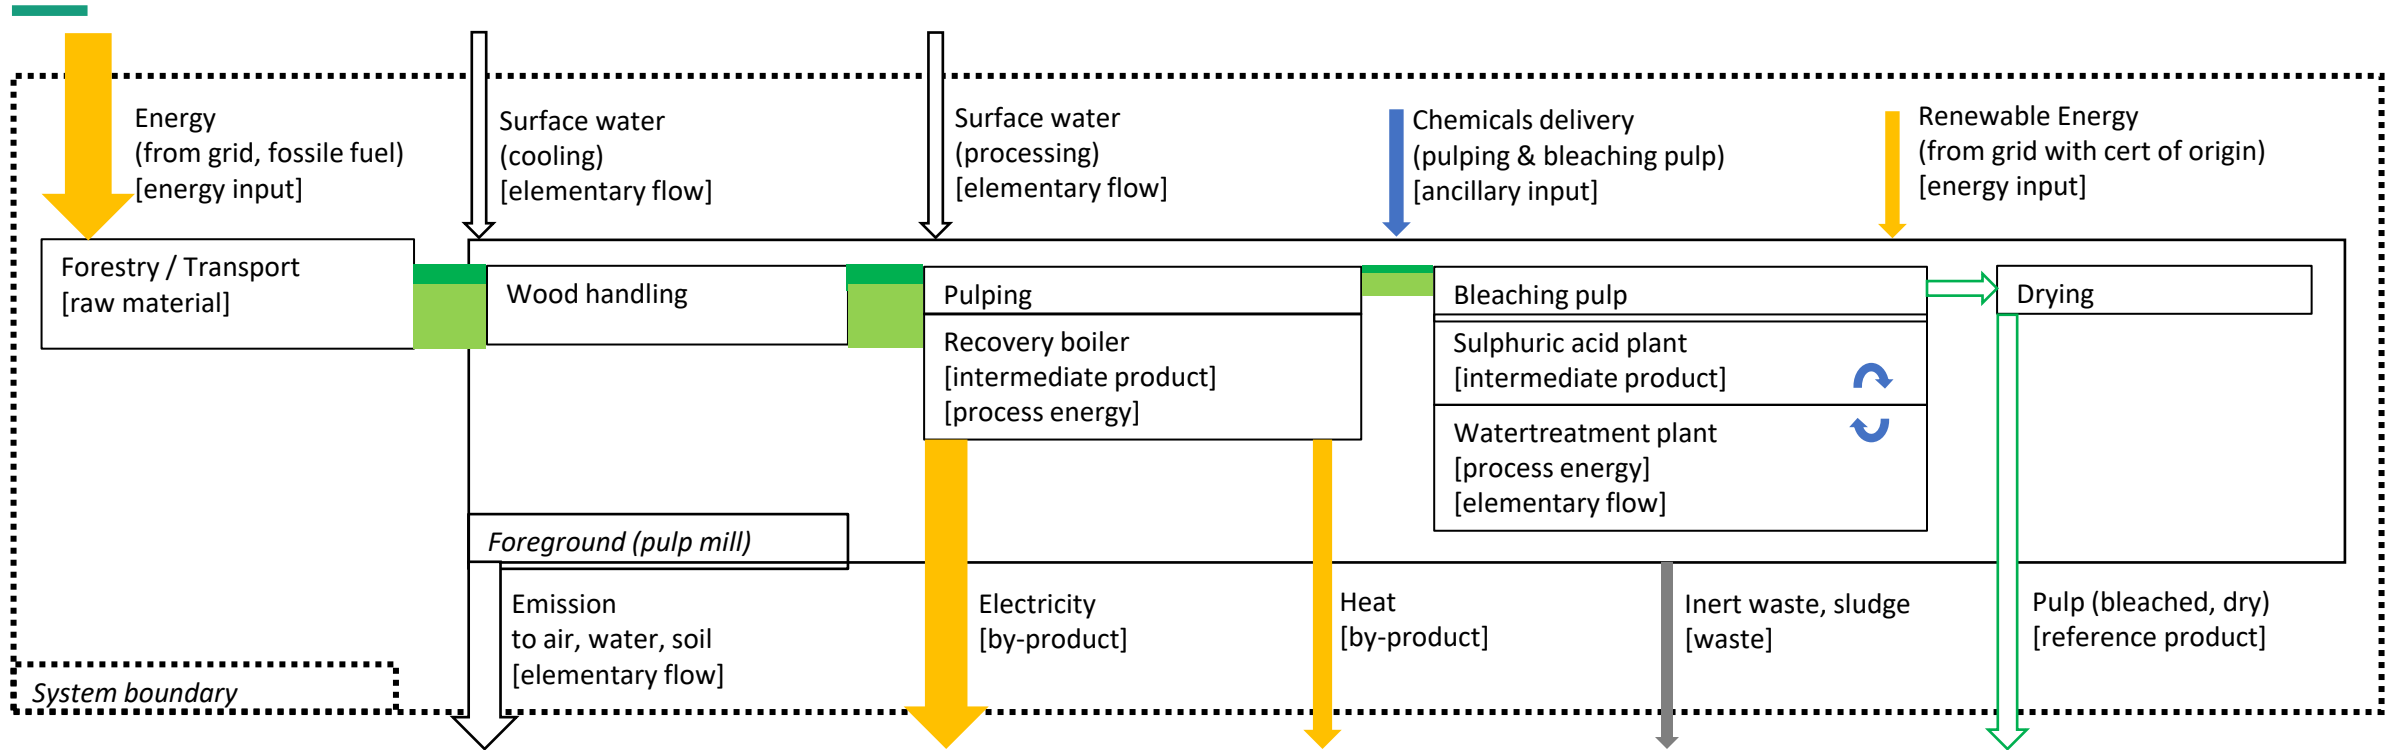 Energy
(from grid, fossile fuel)
[energy input]
Surface water
(cooling)
[elementary flow]
Surface water
(processing)
[elementary flow]
Chemicals delivery
(pulping & bleaching pulp)
[ancillary input]
Renewable Energy
(from grid with cert of origin)
[energy input]
Forestry / Transport
[raw material]
Wood handling
Pulping
Recovery boiler
[intermediate product]
[process energy]
Bleaching pulp
Sulphuric acid plant
[intermediate product]
Watertreatment plant
[process energy]
[elementary flow]
Drying
Foreground (pulp mill)
Emission
to air, water, soil
[elementary flow]
Electricity
[by-product]
Heat
[by-product]
Inert waste, sludge
[waste]
Pulp (bleached, dry)
[reference product]
System boundary